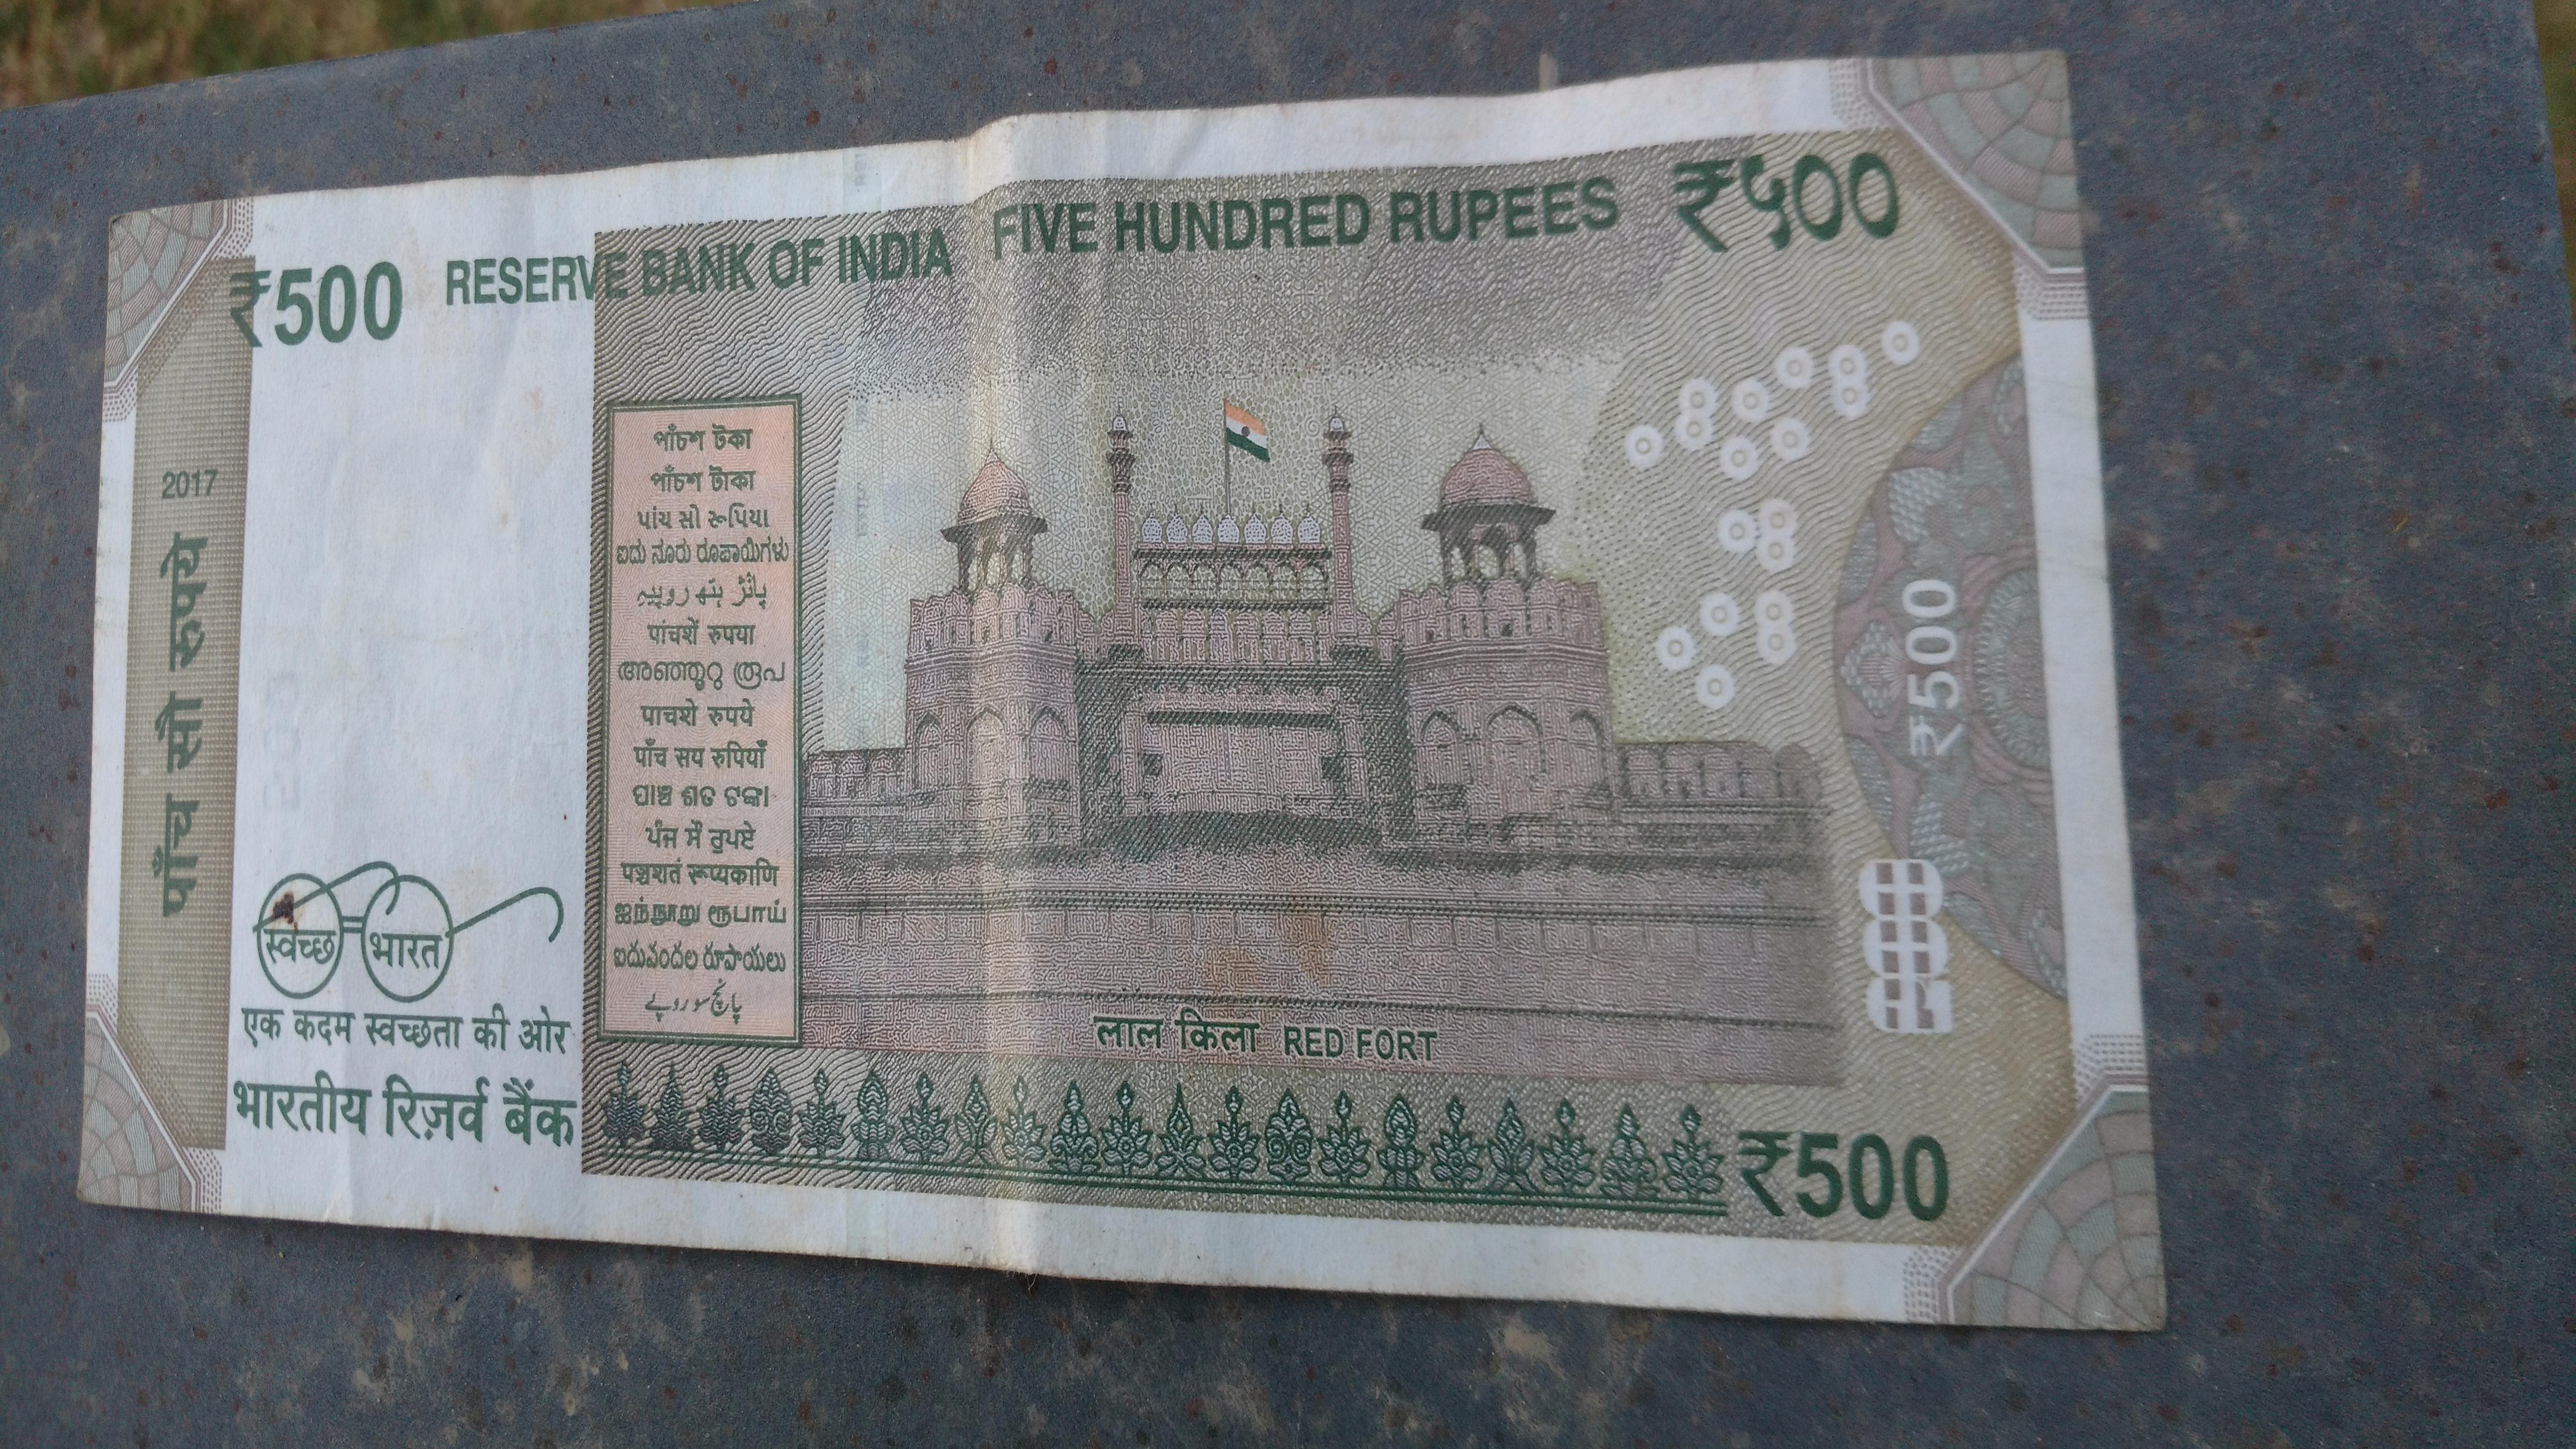 ₹500 RESERVE BANK OF INDIA FIVE HUNDRED RUPEES ₹५००
2017
पाँच सौ रुपये
পাঁচশ টকা
পাঁচশ টাকা
પાંચ સો રૂપિયા
ಐದು ನೂರು ರೂಪಾಯಿಗಳು
پانژ ہَتھ روپیہِ
पांचशें रुपया
അഞ്ഞൂറു രൂപ
पाचशे रुपये
पाँच सय रुपियाँ
ପାଞ୍ଚ ଶତ ଟଙ୍କା
ਪੰਜ ਸੌ ਰੁਪਏ
पञ्चशतं रूप्यकाणि
ஐந்நூறு ரூபாய்
ఐదువందల రూపాయలు
پانچ سو روپے
₹500
स्वच्छ भारत
एक कदम स्वच्छता की ओर
भारतीय रिज़र्व बैंक
लाल किला RED FORT
₹500